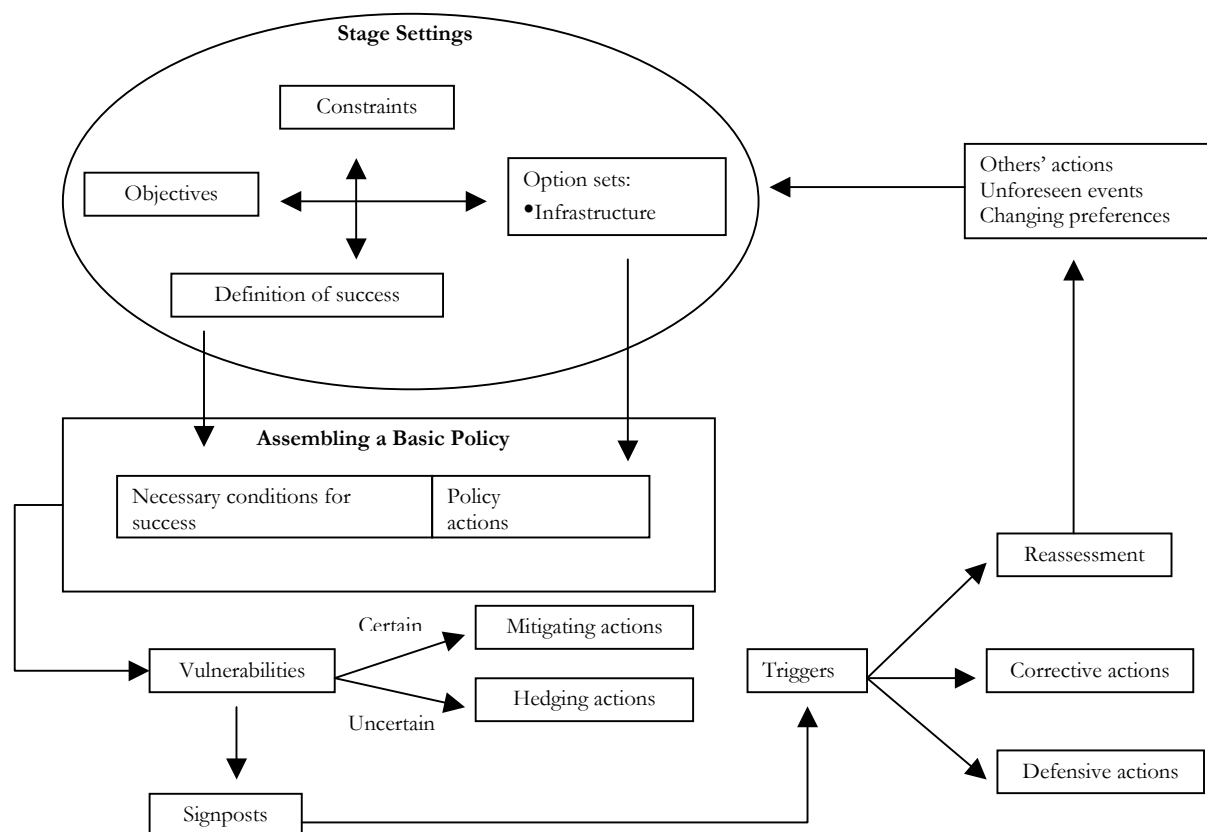 Stage Settings
Constraints
Objectives
Option sets:
•Infrastructure
Definition of success
Others’ actions
Unforeseen events
Changing preferences
Assembling a Basic Policy
Necessary conditions for
success
Policy
actions
Reassessment
Certain
Mitigating actions
Vulnerabilities
Triggers
Corrective actions
Hedging actions
Uncertain
Defensive actions
Signposts